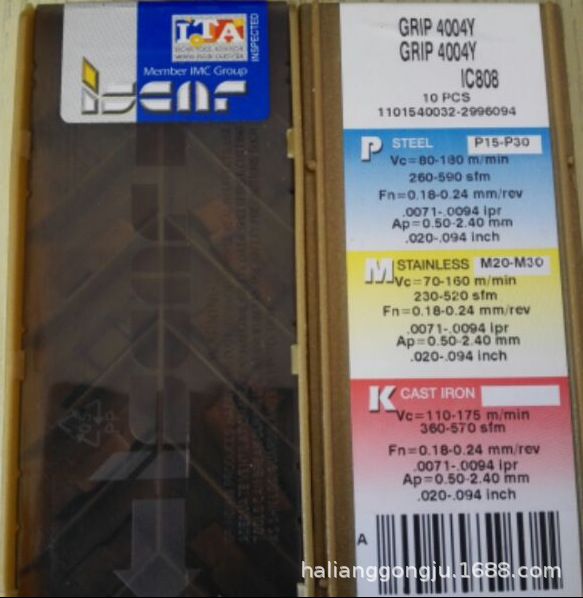 ITA
INSPECTED
Member IMC Group
iscar
GRIP 4004Y
GRIP 4004Y
IC808
10 PCS
1101540032-2996094
P STEEL P15-P30
Vc=80-180 m/min
260-590 sfm
Fn=0.18-0.24 mm/rev
.0071-.0094 ipr
Ap=0.50-2.40 mm
.020-.094 inch
M STAINLESS M20-M30
Vc=70-160 m/min
230-520 sfm
Fn=0.18-0.24 mm/rev
.0071-.0094 ipr
Ap=0.50-2.40 mm
.020-.094 inch
K CAST IRON
Vc=110-175 m/min
360-570 sfm
Fn=0.18-0.24 mm/rev
.0071-.0094 ipr
Ap=0.50-2.40 mm
.020-.094 inch
A
halianggongju.1688.com